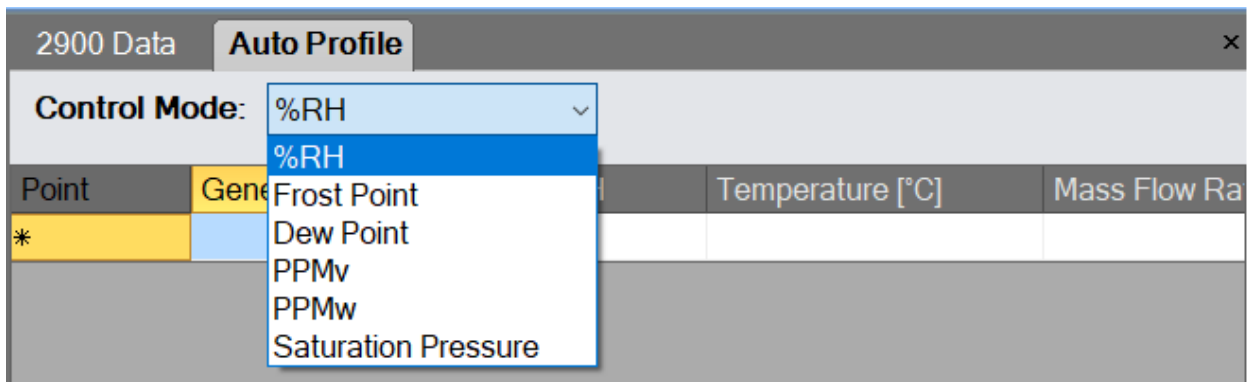 2900 Data Auto Profile ×
Control Mode: %RH
%RH
Point Gene Temperature [°C] Mass Flow Ra
Frost Point
* Dew Point
PPMv
PPMw
Saturation Pressure